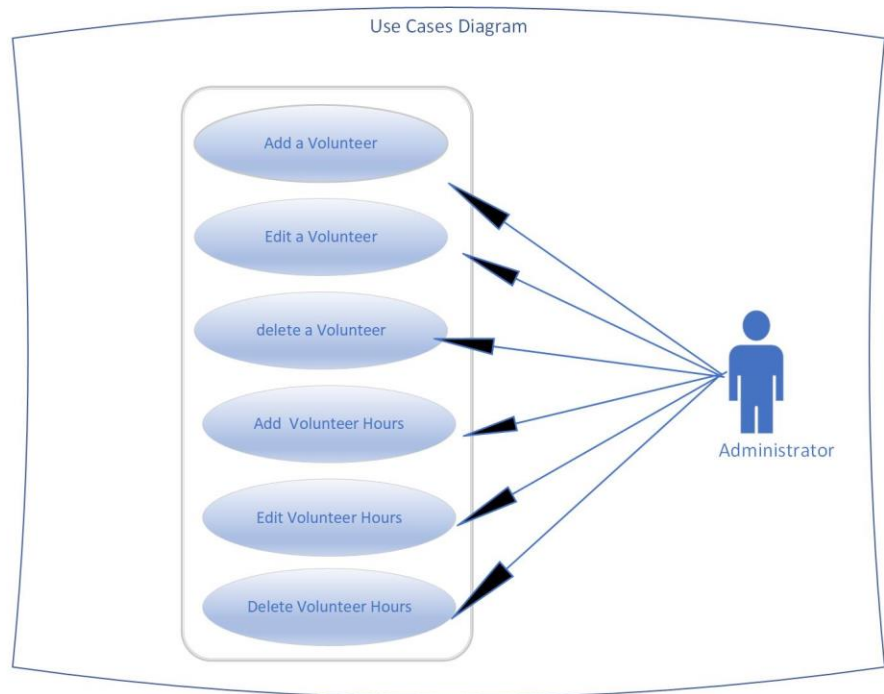 Use Cases Diagram
Add a Volunteer
Edit a Volunteer
delete a Volunteer
Add Volunteer Hours
Edit Volunteer Hours
Delete Volunteer Hours
Administrator